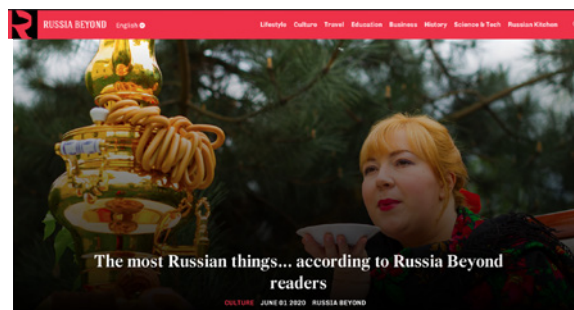 RUSSIA BEYOND English
Lifestyle Culture Travel Education Business History Science & Tech Russian Kitchen
The most Russian things... according to Russia Beyond
readers
CULTURE JUNE 01 2020 RUSSIA BEYOND